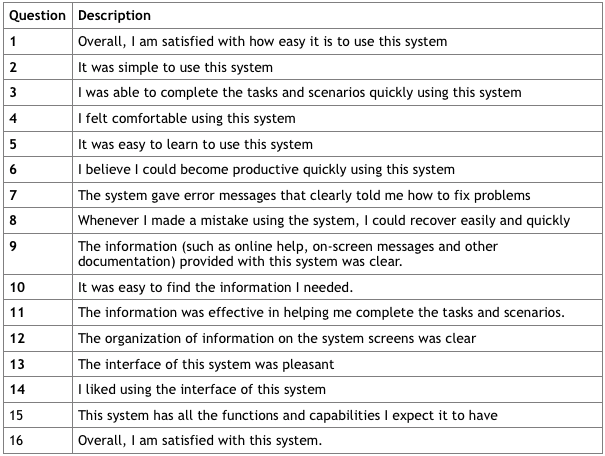 Question Description
1 Overall, I am satisfied with how easy it is to use this system
2 It was simple to use this system
3 I was able to complete the tasks and scenarios quickly using this system
4 I felt comfortable using this system
5 It was easy to learn to use this system
6 I believe I could become productive quickly using this system
7 The system gave error messages that clearly told me how to fix problems
8 Whenever I made a mistake using the system, I could recover easily and quickly
9 The information (such as online help, on-screen messages and other
documentation) provided with this system was clear.
10 It was easy to find the information I needed.
11 The information was effective in helping me complete the tasks and scenarios.
12 The organization of information on the system screens was clear
13 The interface of this system was pleasant
14 I liked using the interface of this system
15 This system has all the functions and capabilities I expect it to have
16 Overall, I am satisfied with this system.